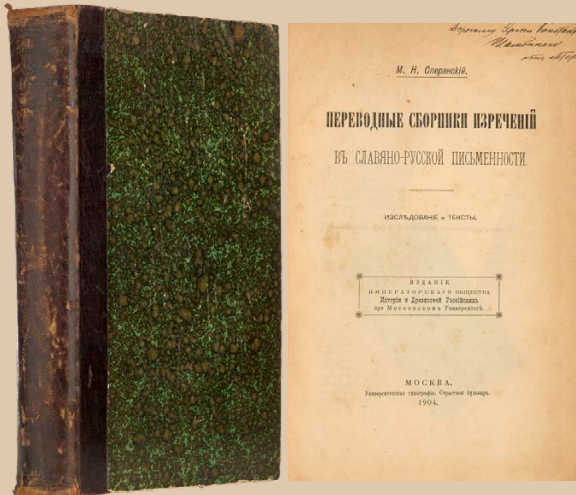 Дорогому
М. Н. Сперанскій.
ПЕРЕВОДНЫЕ СБОРНИКИ ИЗРЕЧЕНІЙ
ВЪ СЛАВЯНО-РУССКОЙ ПИСЬМЕННОСТИ.
ИЗСЛѢДОВАНІЕ и ТЕКСТЫ.
ИЗДАНІЕ
ИМПЕРАТОРСКАГО ОБЩЕСТВА
Исторіи и Древностей Россійскихъ
при Московскомъ Университетѣ.
МОСКВА.
Университетская типографія, Страстной бульваръ.
1904.